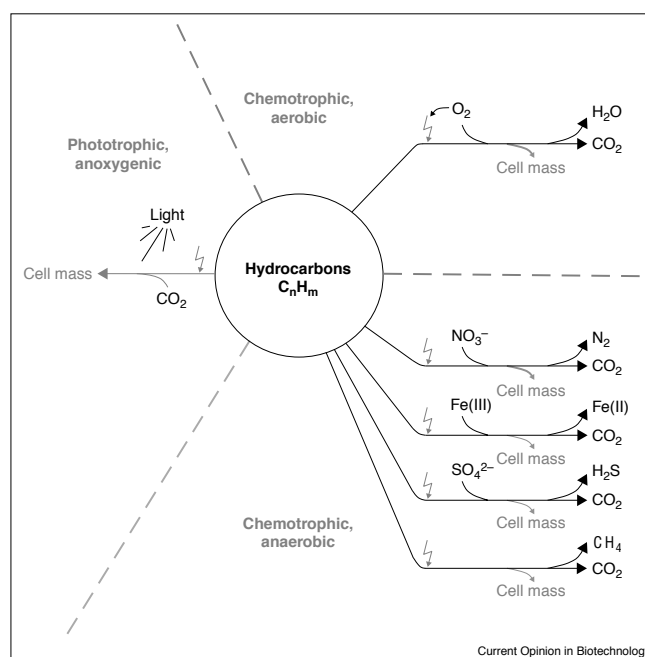 Chemotrophic,
aerobic
O₂
H₂O
CO₂
Cell mass
Phototrophic,
anoxygenic
Light
Cell mass
CO₂
Hydrocarbons
CₙHₘ
NO₃⁻
N₂
CO₂
Cell mass
Fe(III)
Fe(II)
CO₂
Cell mass
SO₄²⁻
H₂S
CO₂
Cell mass
Chemotrophic,
anaerobic
CH₄
CO₂
Cell mass
Current Opinion in Biotechnology